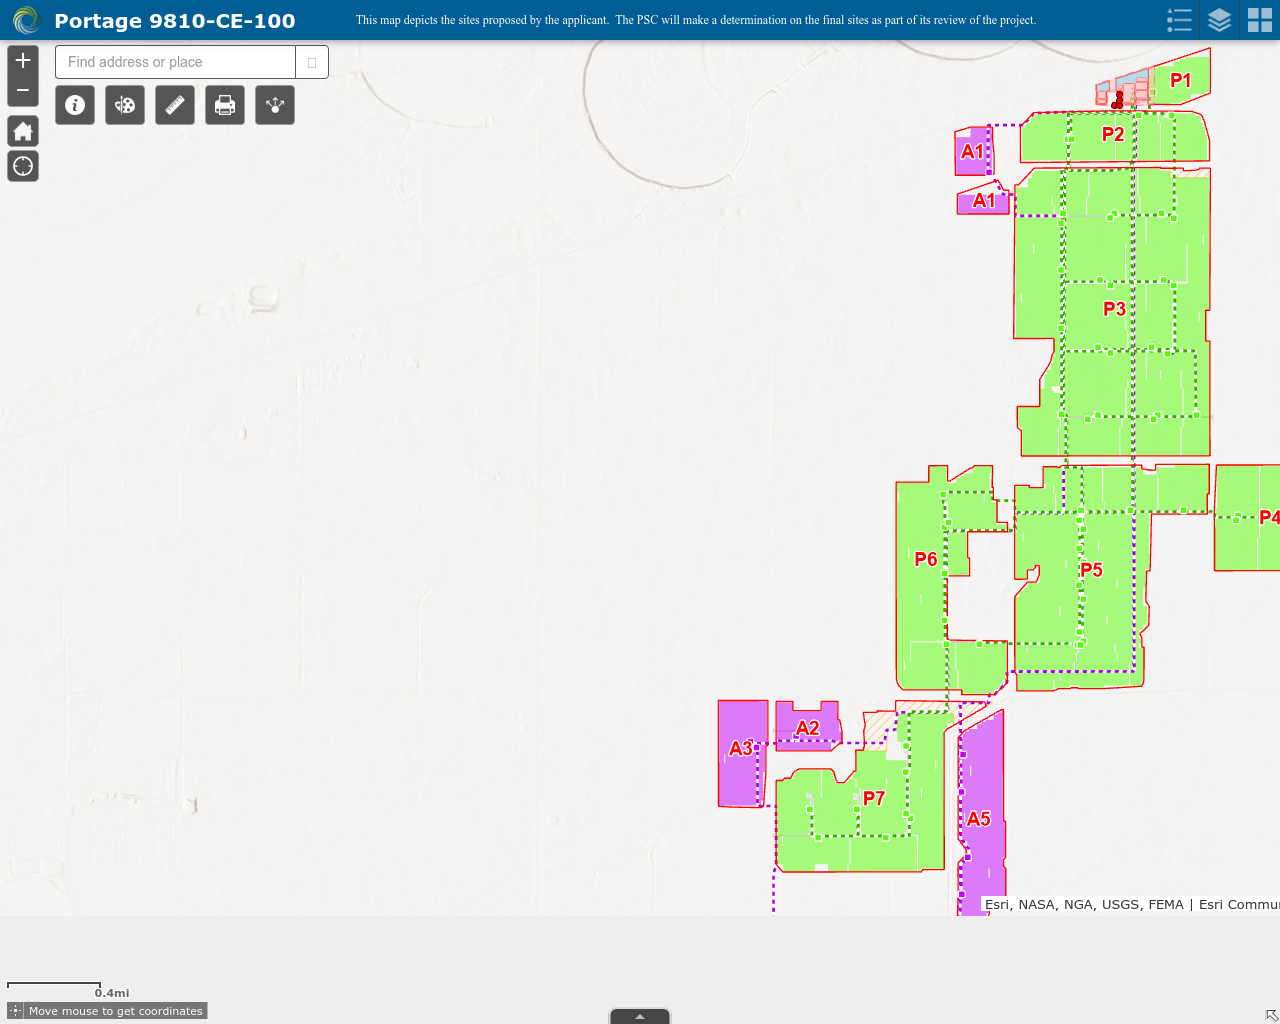 Portage 9810-CE-100
This map depicts the sites proposed by the applicant.  The PSC will make a determination on the final sites as part of its review of the project.
Find address or place
P1
P2
A1
A1
P3
P4
P6
P5
A2
A3
P7
A5
Esri, NASA, NGA, USGS, FEMA | Esri Commu
0.4mi
Move mouse to get coordinates